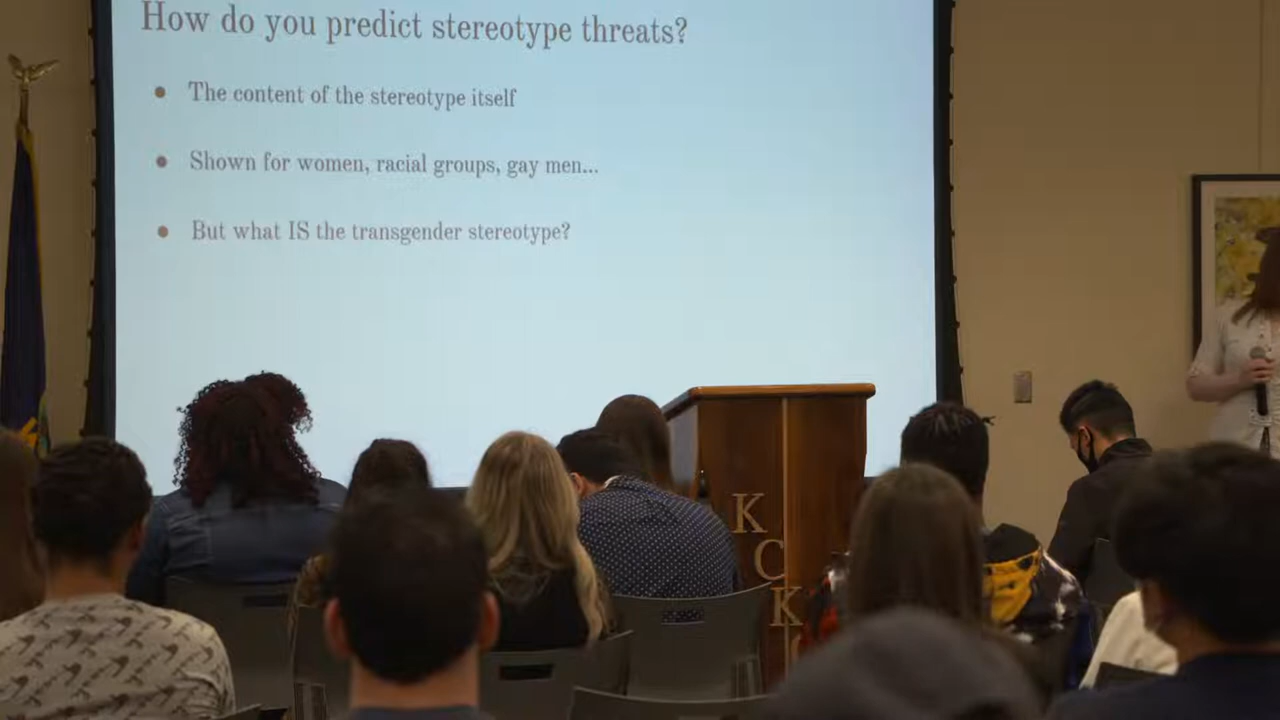 How do you predict stereotype threats?
• The content of the stereotype itself
• Shown for women, racial groups, gay men...
• But what IS the transgender stereotype?
K
C
K